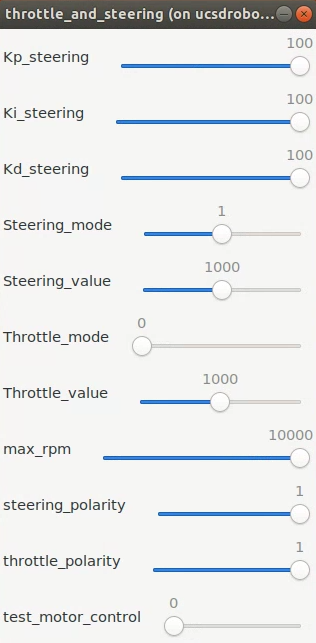 throttle_and_steering (on ucsdrobo...
Kp_steering 100
Ki_steering 100
Kd_steering 100
Steering_mode 1
Steering_value 1000
Throttle_mode 0
Throttle_value 1000
max_rpm 10000
steering_polarity 1
throttle_polarity 1
test_motor_control 0